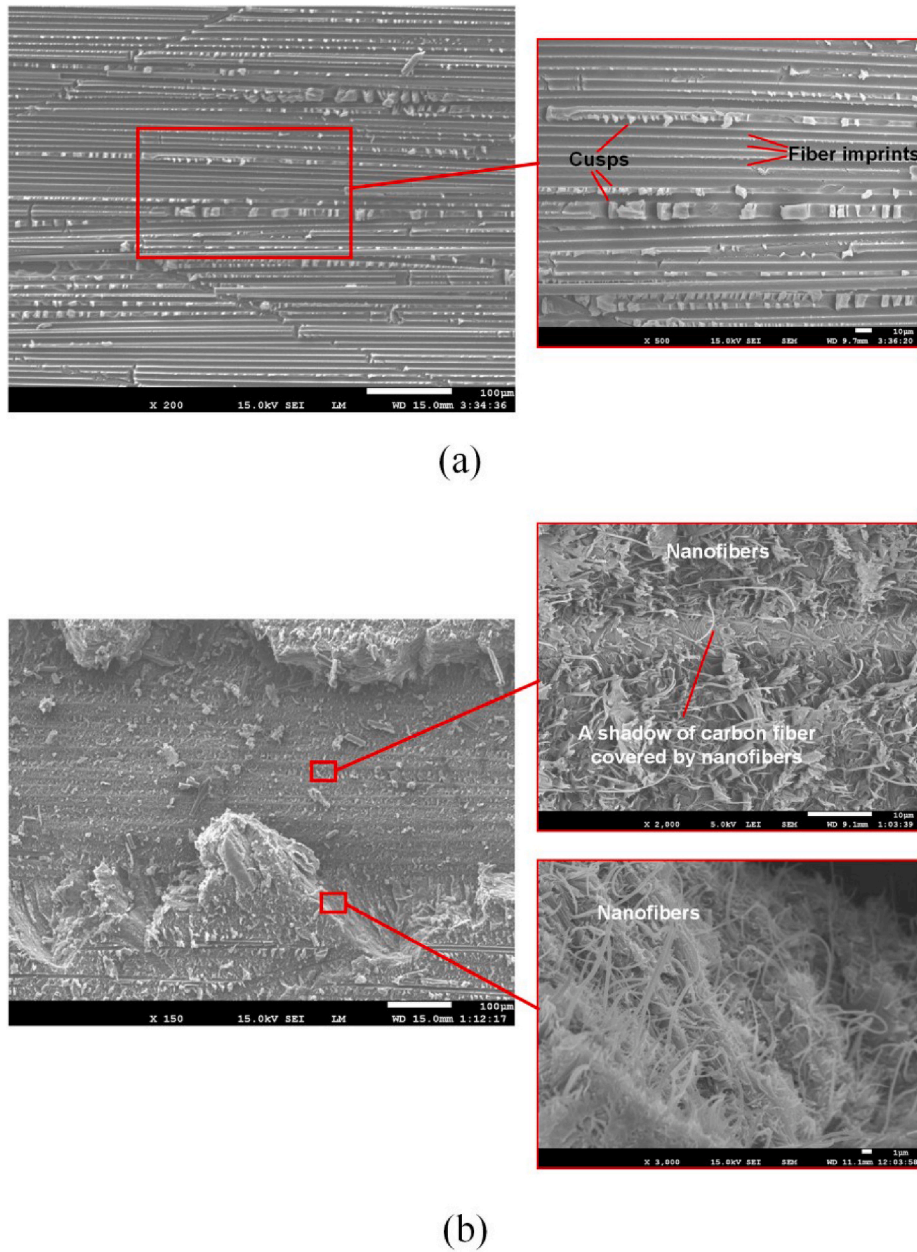 Cusps
Fiber imprints
10µm
X 500 15.0kV SEI SEM WD 9.7mm 3:36:20
100µm
X 200 15.0kV SEI LM WD 15.0mm 3:34:36
(a)
Nanofibers
A shadow of carbon fiber
covered by nanofibers
10µm
X 2,000 5.0kV LEI SEM WD 9.1mm 1:03:39
100µm
X 150 15.0kV SEI LM WD 15.0mm 1:12:17
Nanofibers
1µm
X 3,000 15.0kV SEI SEM WD 11.1mm 12:03:58
(b)